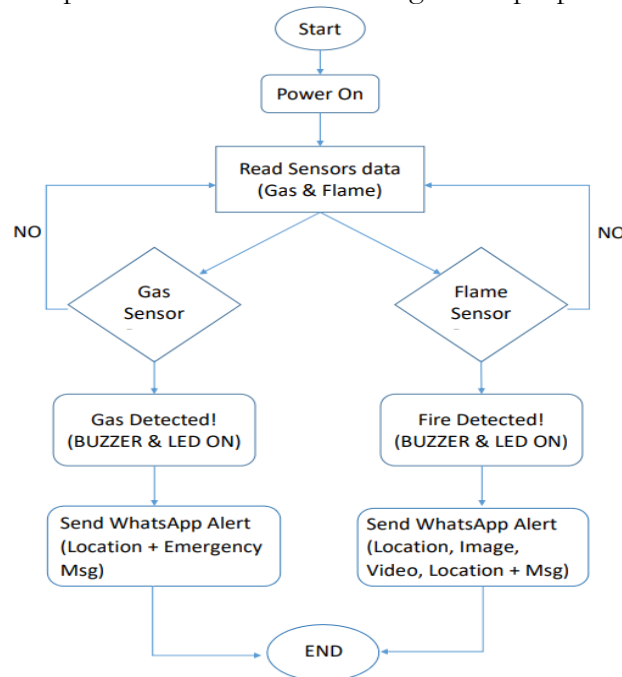 Start
Power On
Read Sensors data
(Gas & Flame)
NO
NO
Gas
Sensor
Flame
Sensor
Gas Detected!
(BUZZER & LED ON)
Fire Detected!
(BUZZER & LED ON)
Send WhatsApp Alert
(Location + Emergency
Msg)
Send WhatsApp Alert
(Location, Image,
Video, Location + Msg)
END